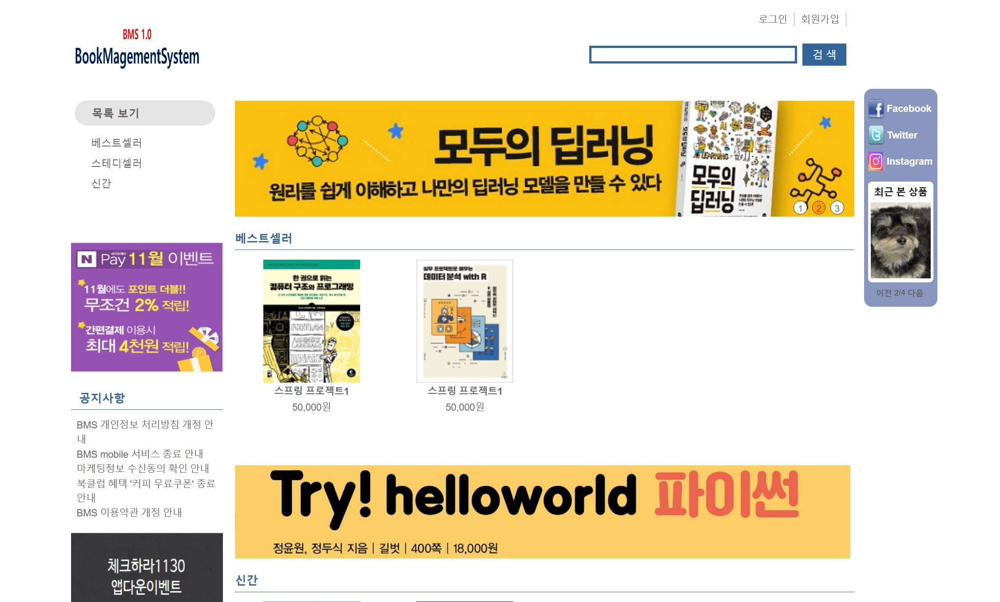 로그인
회원가입
BMS 1.0
BookMagementSystem
검 색
목록 보기
베스트셀러
스테디셀러
신간
모두의 딥러닝
원리를 쉽게 이해하고 나만의 딥러닝 모델을 만들 수 있다
LEARNING
모두의
딥러닝
1 2 3
Facebook
Twitter
Instagram
최근 본 상품
이전 2/4 다음
N Pay 11월 이벤트
네이버페이
11월에도 포인트 더블!!
무조건 2% 적립!
간편결제 이용시
최대 4천원 적립!
P
공지사항
BMS 개인정보 처리방침 개정 안
내
BMS mobile 서비스 종료 안내
마케팅정보 수신동의 확인 안내
북클럽 혜택 '커피 무료쿠폰' 종료
안내
BMS 이용약관 개정 안내
체크하라1130
앱다운이벤트
베스트셀러
THE SECRET LIFE OF PROGRAMS
한 권으로 읽는
컴퓨터 구조와 프로그래밍
FORTRAN
ASSEMBLY
LANGUAGE
BINARY
스프링 프로젝트1
50,000원
실무 프로젝트로 배우는
데이터 분석 with R
스프링 프로젝트1
50,000원
Try! helloworld 파이썬
정윤원, 정두식 지음 | 길벗 | 400쪽 | 18,000원
신간